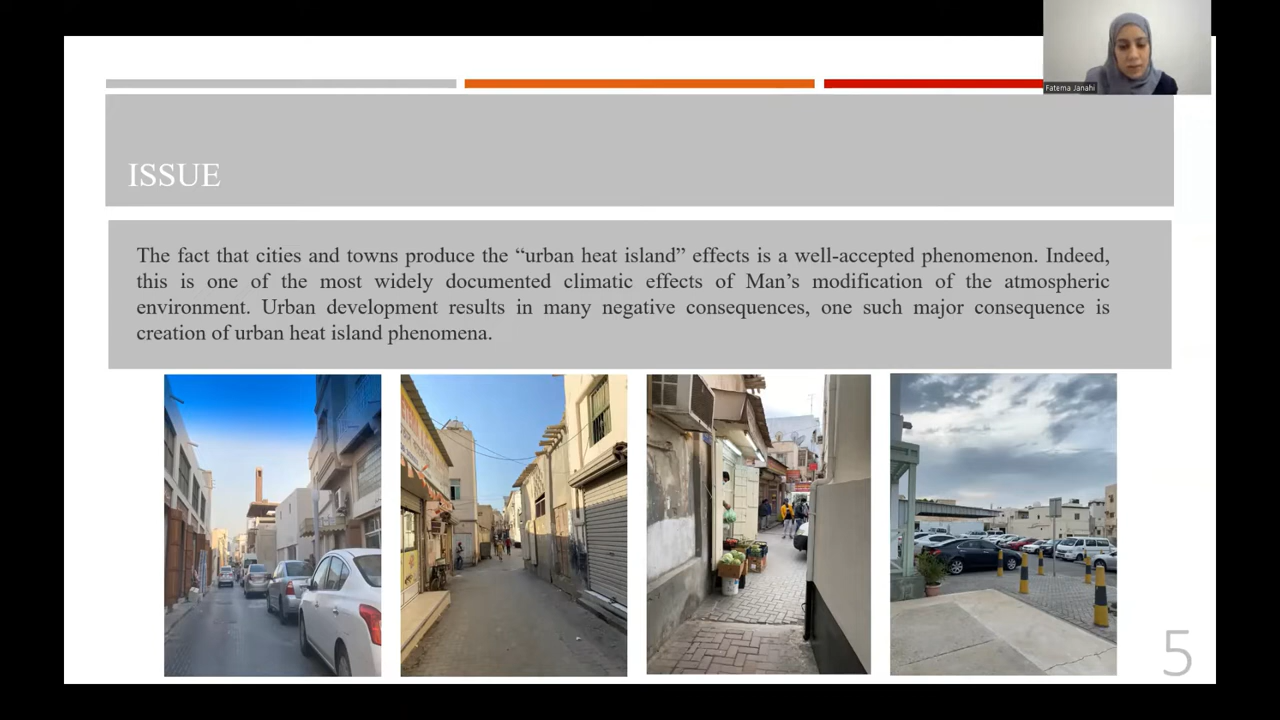 Fatema Janahi
ISSUE
The fact that cities and towns produce the “urban heat island” effects is a well-accepted phenomenon. Indeed,
this is one of the most widely documented climatic effects of Man’s modification of the atmospheric
environment. Urban development results in many negative consequences, one such major consequence is
creation of urban heat island phenomena.
5